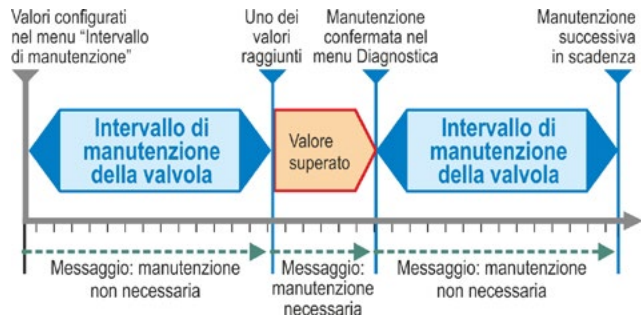 Valori configurati
nel menu “Intervallo
di manutenzione”
Uno dei
valori
raggiunti
Manutenzione
confermata nel
menu Diagnostica
Manutenzione
successiva
in scadenza
Intervallo di
manutenzione
della valvola
Valore
superato
Intervallo di
manutenzione
della valvola
Messaggio: manutenzione
non necessaria
Messaggio:
manutenzione
necessaria
Messaggio: manutenzione
non necessaria